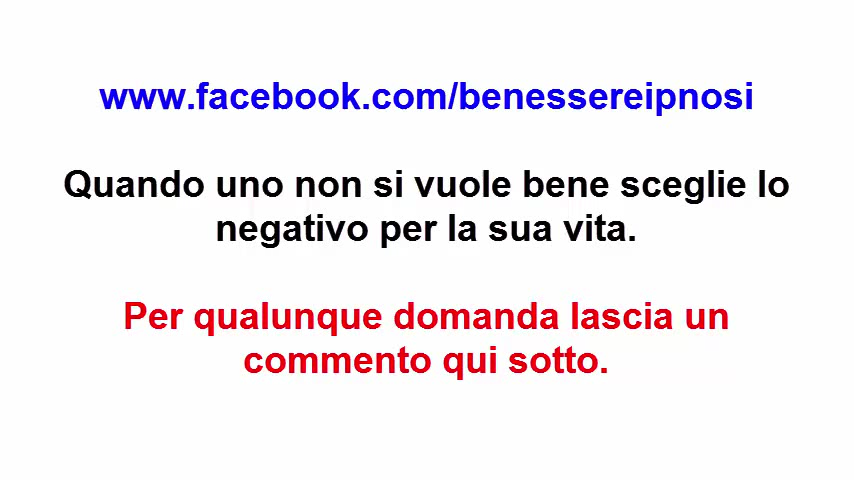 www.facebook.com/benessereipnosi
Quando uno non si vuole bene sceglie lo
negativo per la sua vita.
Per qualunque domanda lascia un
commento qui sotto.